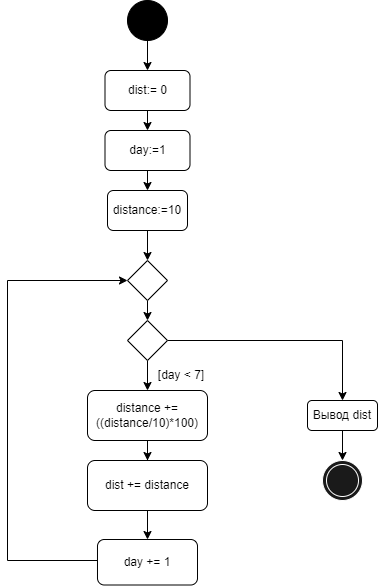 dist:= 0
day:=1
distance:=10
[day < 7]
distance +=
((distance/10)*100)
Вывод dist
dist += distance
day += 1